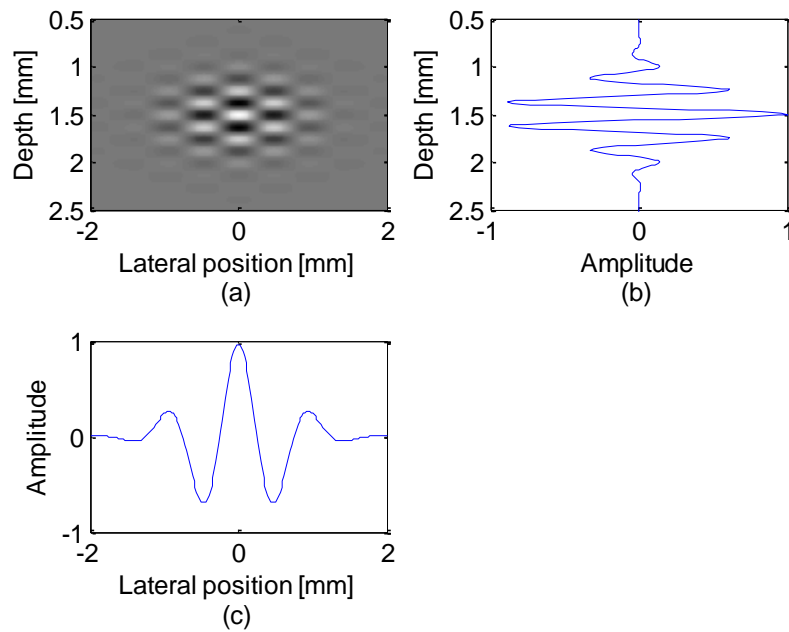 0.5
1
1.5
2
2.5
Depth [mm]
-2
0
2
Lateral position [mm]
(a)
0.5
1
1.5
2
2.5
Depth [mm]
-1
0
1
Amplitude
(b)
1
0
-1
Amplitude
-2
0
2
Lateral position [mm]
(c)